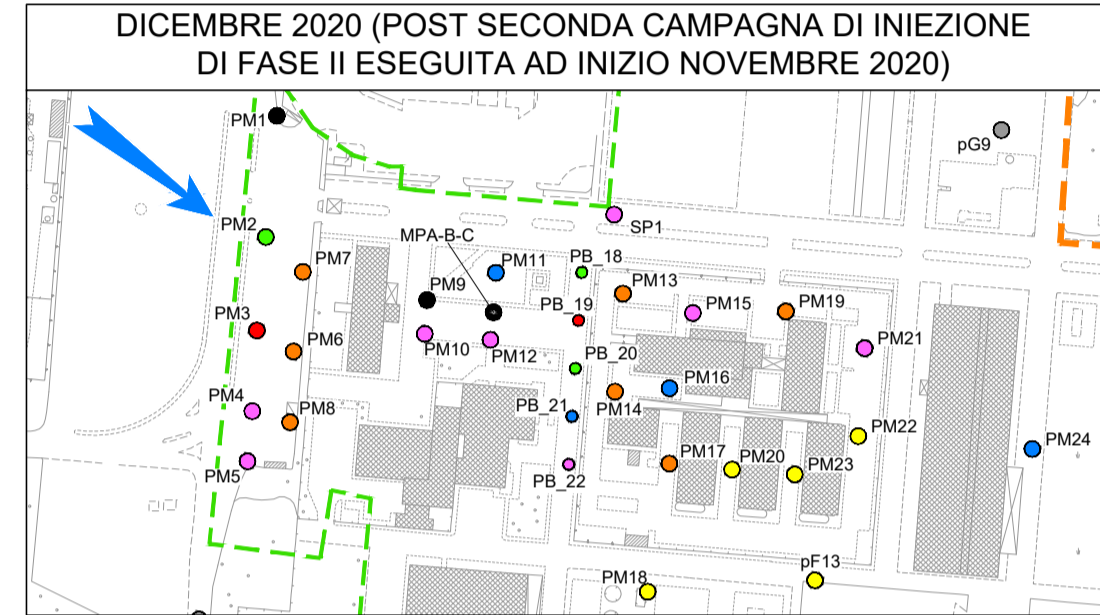 DICEMBRE 2020 (POST SECONDA CAMPAGNA DI INIEZIONE
DI FASE II ESEGUITA AD INIZIO NOVEMBRE 2020)
PM1
pG9
PM2
SP1
MPA-B-C
PM7
PM11
PB_18
PM9
PM13
PM3
PB_19
PM15
PM19
PM6
PM10
PM12
PM21
PB_20
PM16
PM4
PM8
PB_21
PM14
PM22
PM24
PM5
PM17
PM20
PM23
PB_22
PM18
pF13